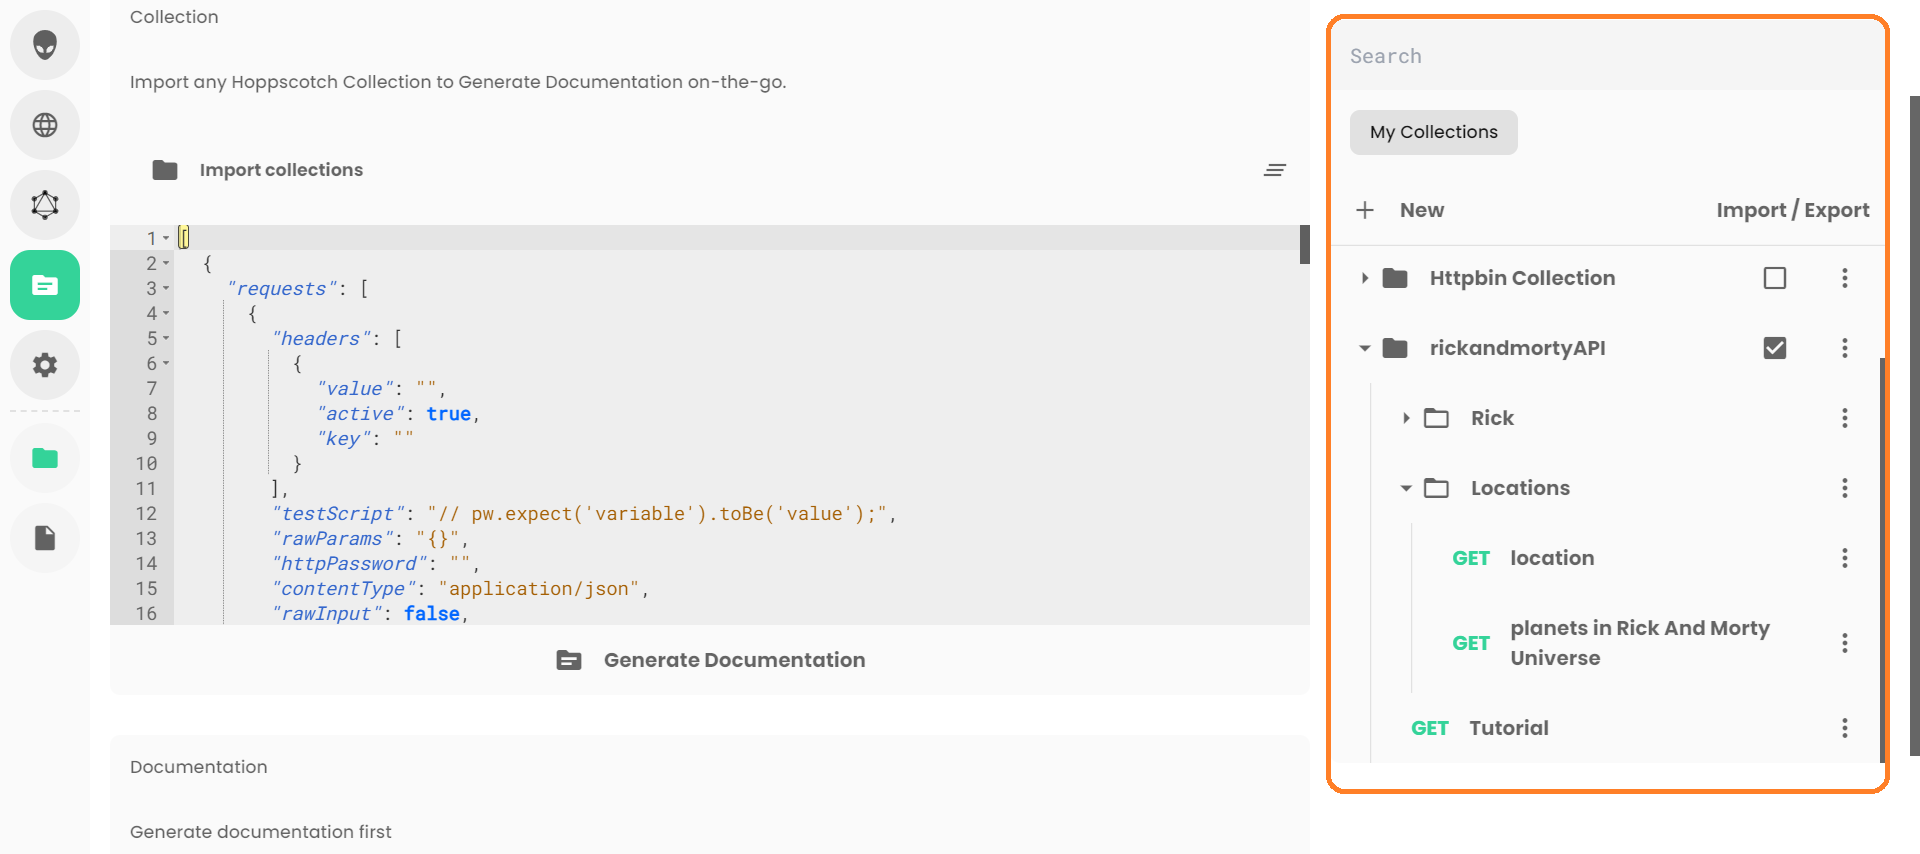 Collection
Import any Hoppscotch Collection to Generate Documentation on-the-go.
Import collections
1 [
2 {
3 "requests": [
4 {
5 "headers": [
6 {
7 "value": "",
8 "active": true,
9 "key": ""
10 }
11 ],
12 "testScript": "// pw.expect('variable').toBe('value');",
13 "rawParams": "{}",
14 "httpPassword": "",
15 "contentType": "application/json",
16 "rawInput": false,
Generate Documentation
Documentation
Generate documentation first
Search
My Collections
New Import / Export
Httpbin Collection
rickandmortyAPI
Rick
Locations
GET location
GET planets in Rick And Morty
Universe
GET Tutorial